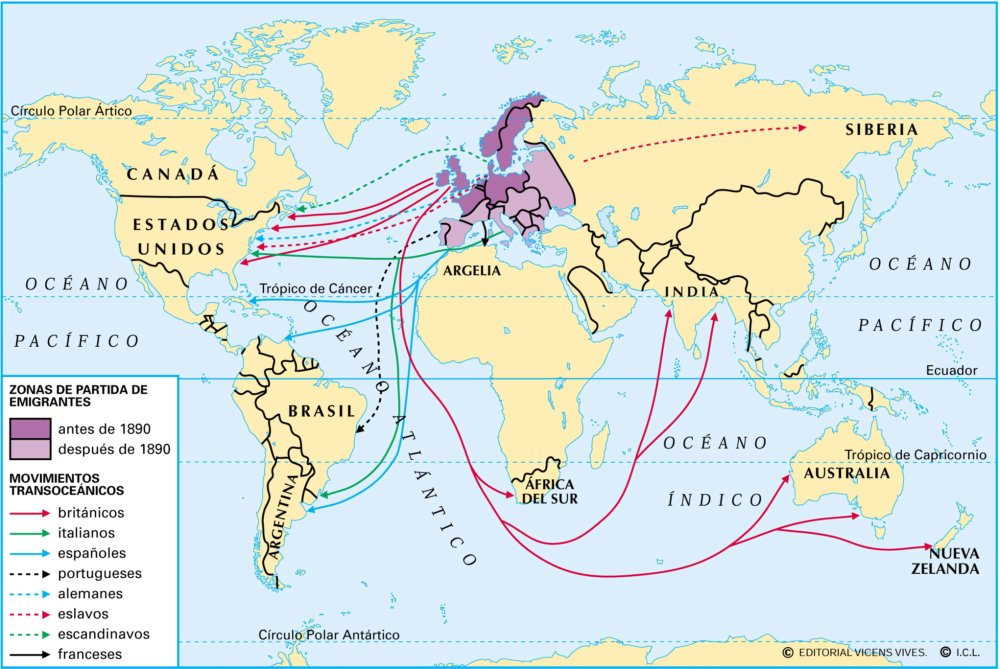 Círculo Polar Ártico
SIBERIA
CANADÁ
ESTADOS
UNIDOS
ARGELIA
OCÉANO
PACÍFICO
Trópico de Cáncer
OCÉANO ATLÁNTICO
INDIA
OCÉANO
PACÍFICO
Ecuador
BRASIL
ARGENTINA
ÁFRICA
DEL SUR
OCÉANO
ÍNDICO
Trópico de Capricornio
AUSTRALIA
NUEVA
ZELANDA
Círculo Polar Antártico
ZONAS DE PARTIDA DE
EMIGRANTES
antes de 1890
después de 1890
MOVIMIENTOS
TRANSOCEÁNICOS
británicos
italianos
españoles
portugueses
alemanes
eslavos
escandinavos
franceses
© EDITORIAL VICENS VIVES. © I.C.L.